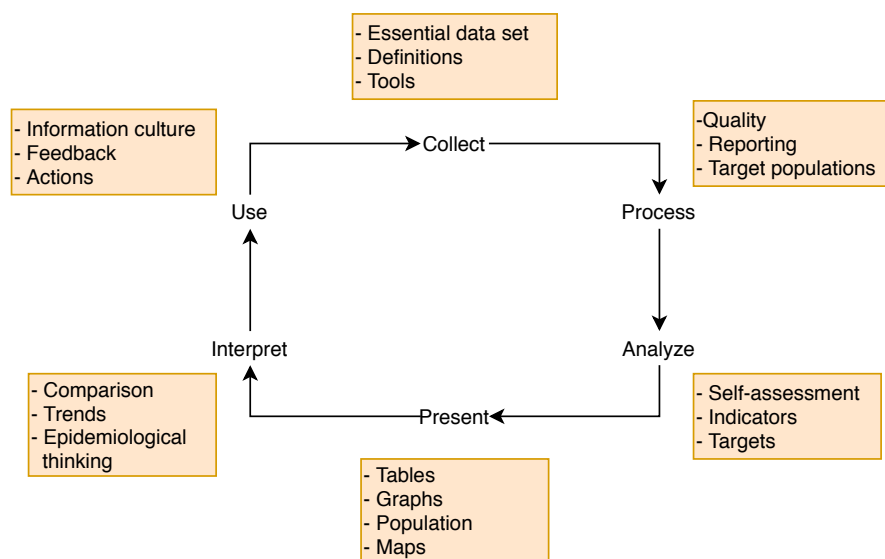 - Essential data set
- Definitions
- Tools
- Information culture
- Feedback
- Actions
Collect
-Quality
- Reporting
- Target populations
Use
Process
Interpret
Analyze
- Comparison
- Trends
- Epidemiological
thinking
Present
- Self-assessment
- Indicators
- Targets
- Tables
- Graphs
- Population
- Maps